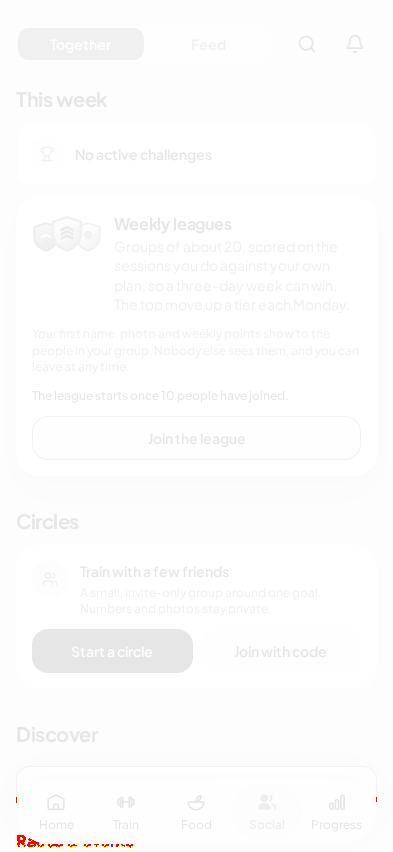 Together
Feed
This week
No active challenges
Weekly leagues
Groups of about 20, scored on the
sessions you do against your own
plan, so a three-day week can win.
The top move up a tier each Monday.
Your first name, photo and weekly points show to the
people in your group. Nobody else sees them, and you can
leave at any time.
The league starts once 10 people have joined.
Join the league
Circles
Train with a few friends
A small, invite-only group around one goal.
Numbers and photos stay private.
Start a circle
Join with code
Discover
Home
Train
Food
Social
Progress